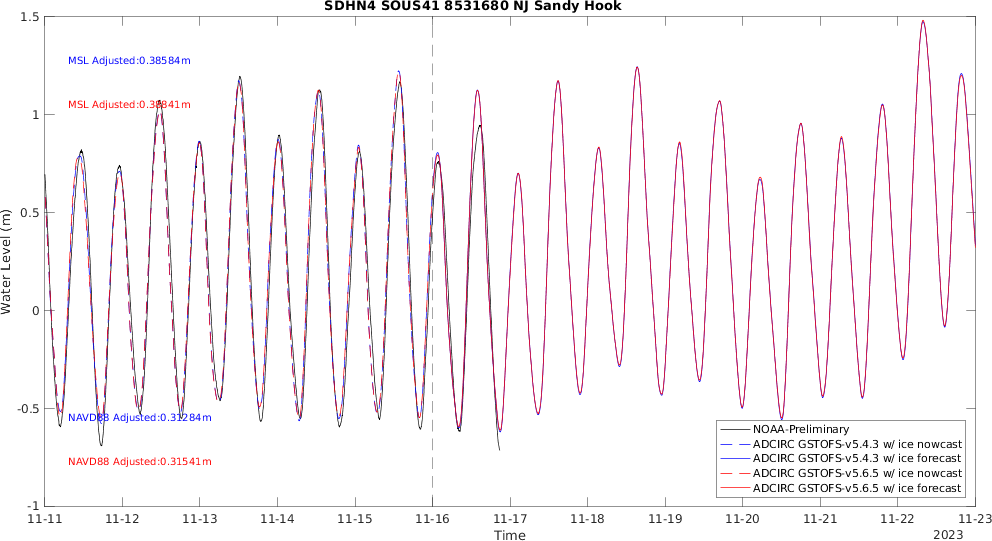 SDHN4 SOUS41 8531680 NJ Sandy Hook
1.5
MSL Adjusted:0.38584m
MSL Adjusted:0.38841m
1
0.5
Water Level (m)
0
-0.5
NAVD88 Adjusted:0.31284m
NAVD88 Adjusted:0.31541m
NOAA-Preliminary
ADCIRC GSTOFS-v5.4.3 w/ ice nowcast
ADCIRC GSTOFS-v5.4.3 w/ ice forecast
ADCIRC GSTOFS-v5.6.5 w/ ice nowcast
ADCIRC GSTOFS-v5.6.5 w/ ice forecast
-1
11-11 11-12 11-13 11-14 11-15 11-16 11-17 11-18 11-19 11-20 11-21 11-22 11-23
Time
2023